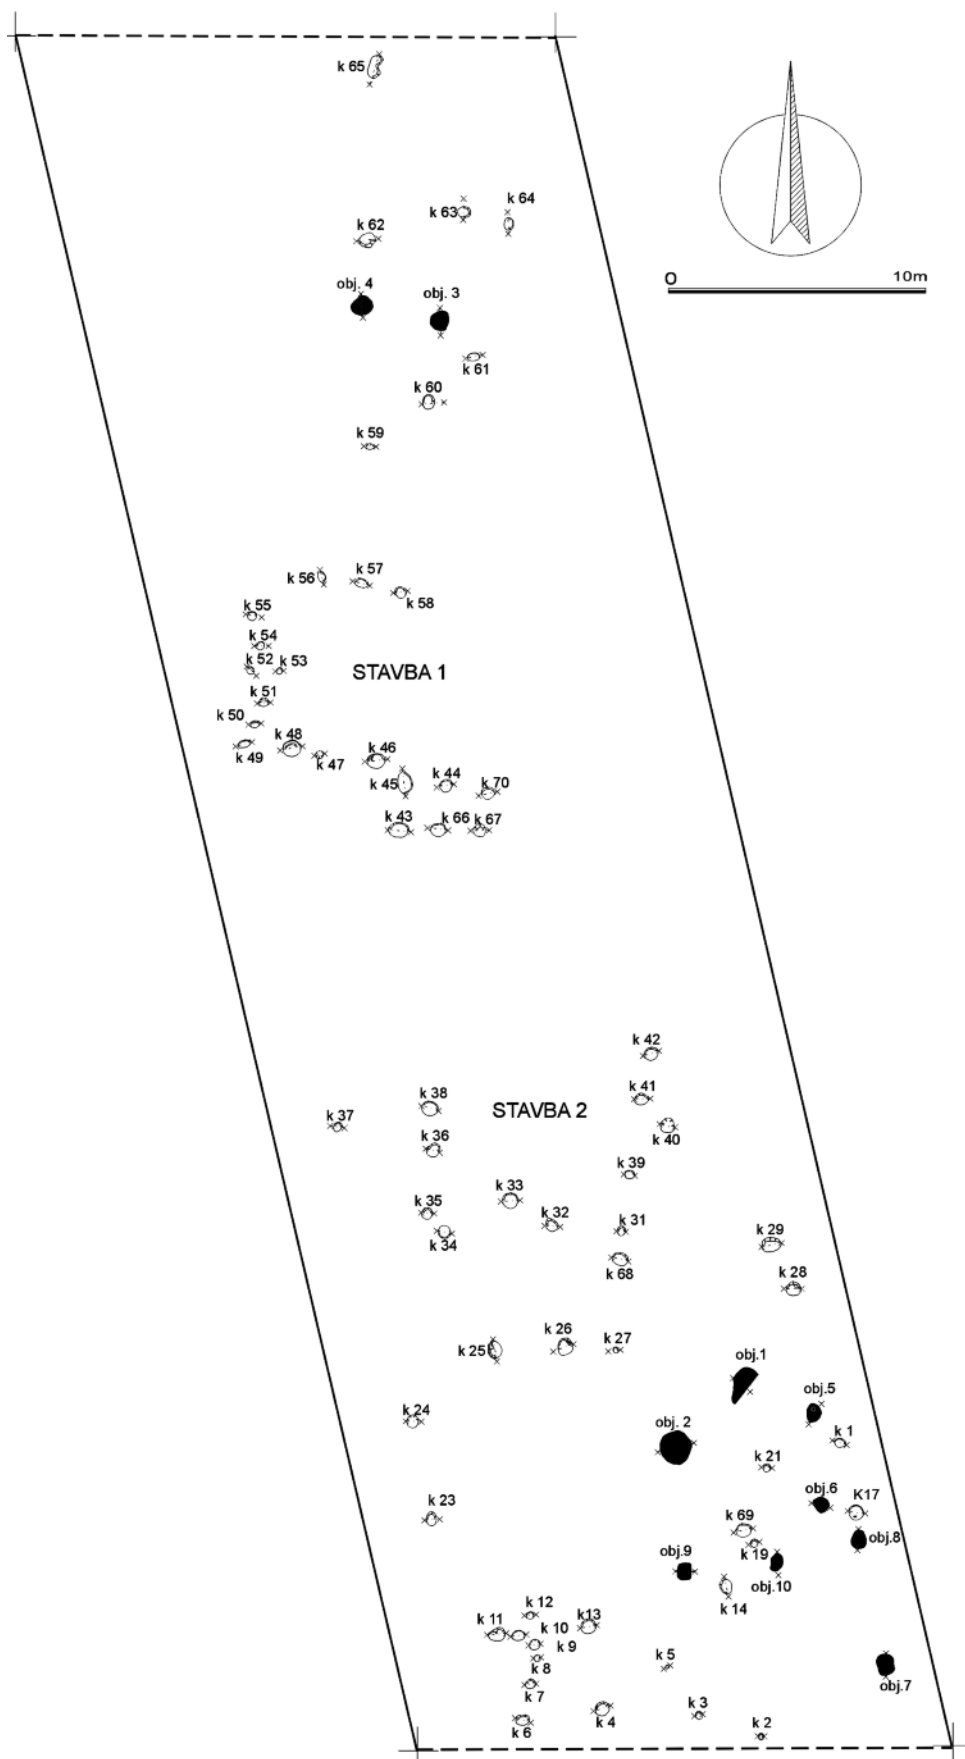 k 65
k 64
k 63
k 62
0
10m
obj. 4
obj. 3
k 61
k 60
k 59
k 56
k 57
k 58
k 55
k 54
k 52
k 53
STAVBA 1
k 51
k 50
k 48
k 49
k 47
k 46
k 45
k 44
k 70
k 43
k 66
k 67
k 42
k 41
k 38
STAVBA 2
k 37
k 36
k 40
k 39
k 33
k 35
k 32
k 31
k 34
k 29
k 68
k 28
k 26
k 27
k 25
obj.1
obj.5
k 24
obj. 2
k 1
k 21
obj.6
K17
k 23
k 69
obj.8
k 19
obj.9
obj.10
k 14
k 12
k 11
k13
k 10
k 9
k 5
k 8
obj.7
k 7
k 3
k 4
k 2
k 6